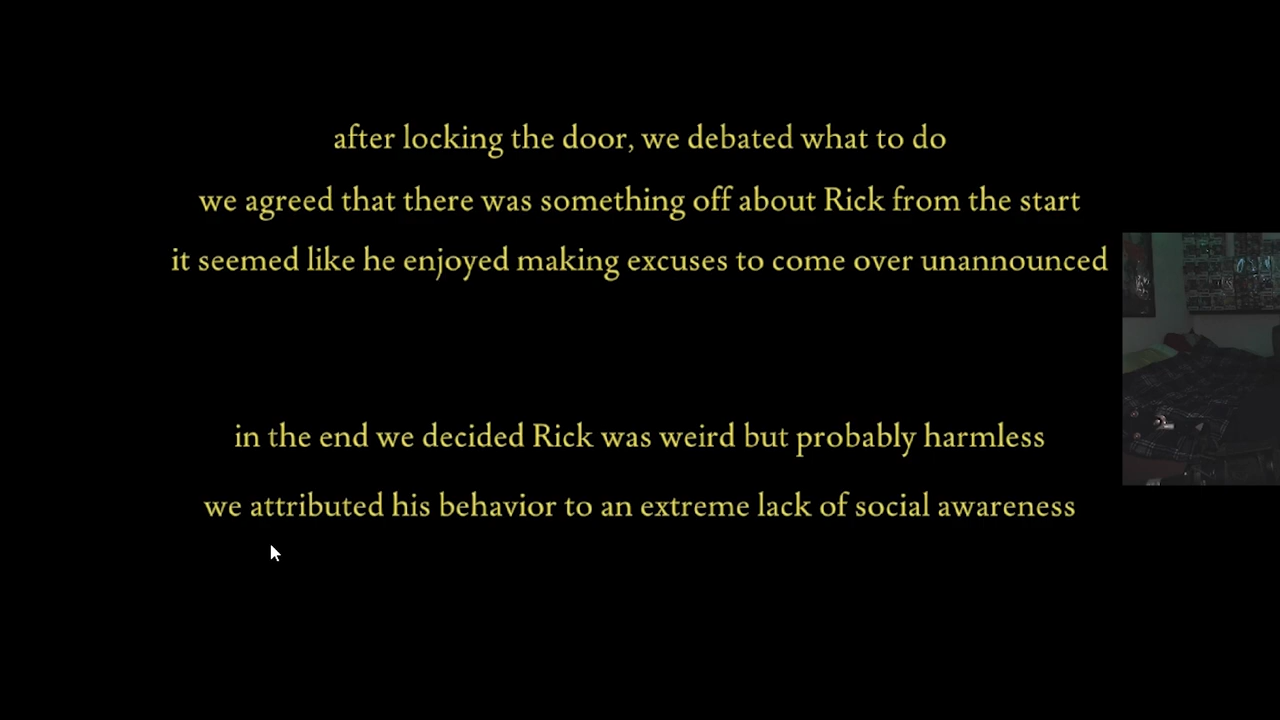 after locking the door, we debated what to do
we agreed that there was something off about Rick from the start
it seemed like he enjoyed making excuses to come over unannounced
in the end we decided Rick was weird but probably harmless
we attributed his behavior to an extreme lack of social awareness